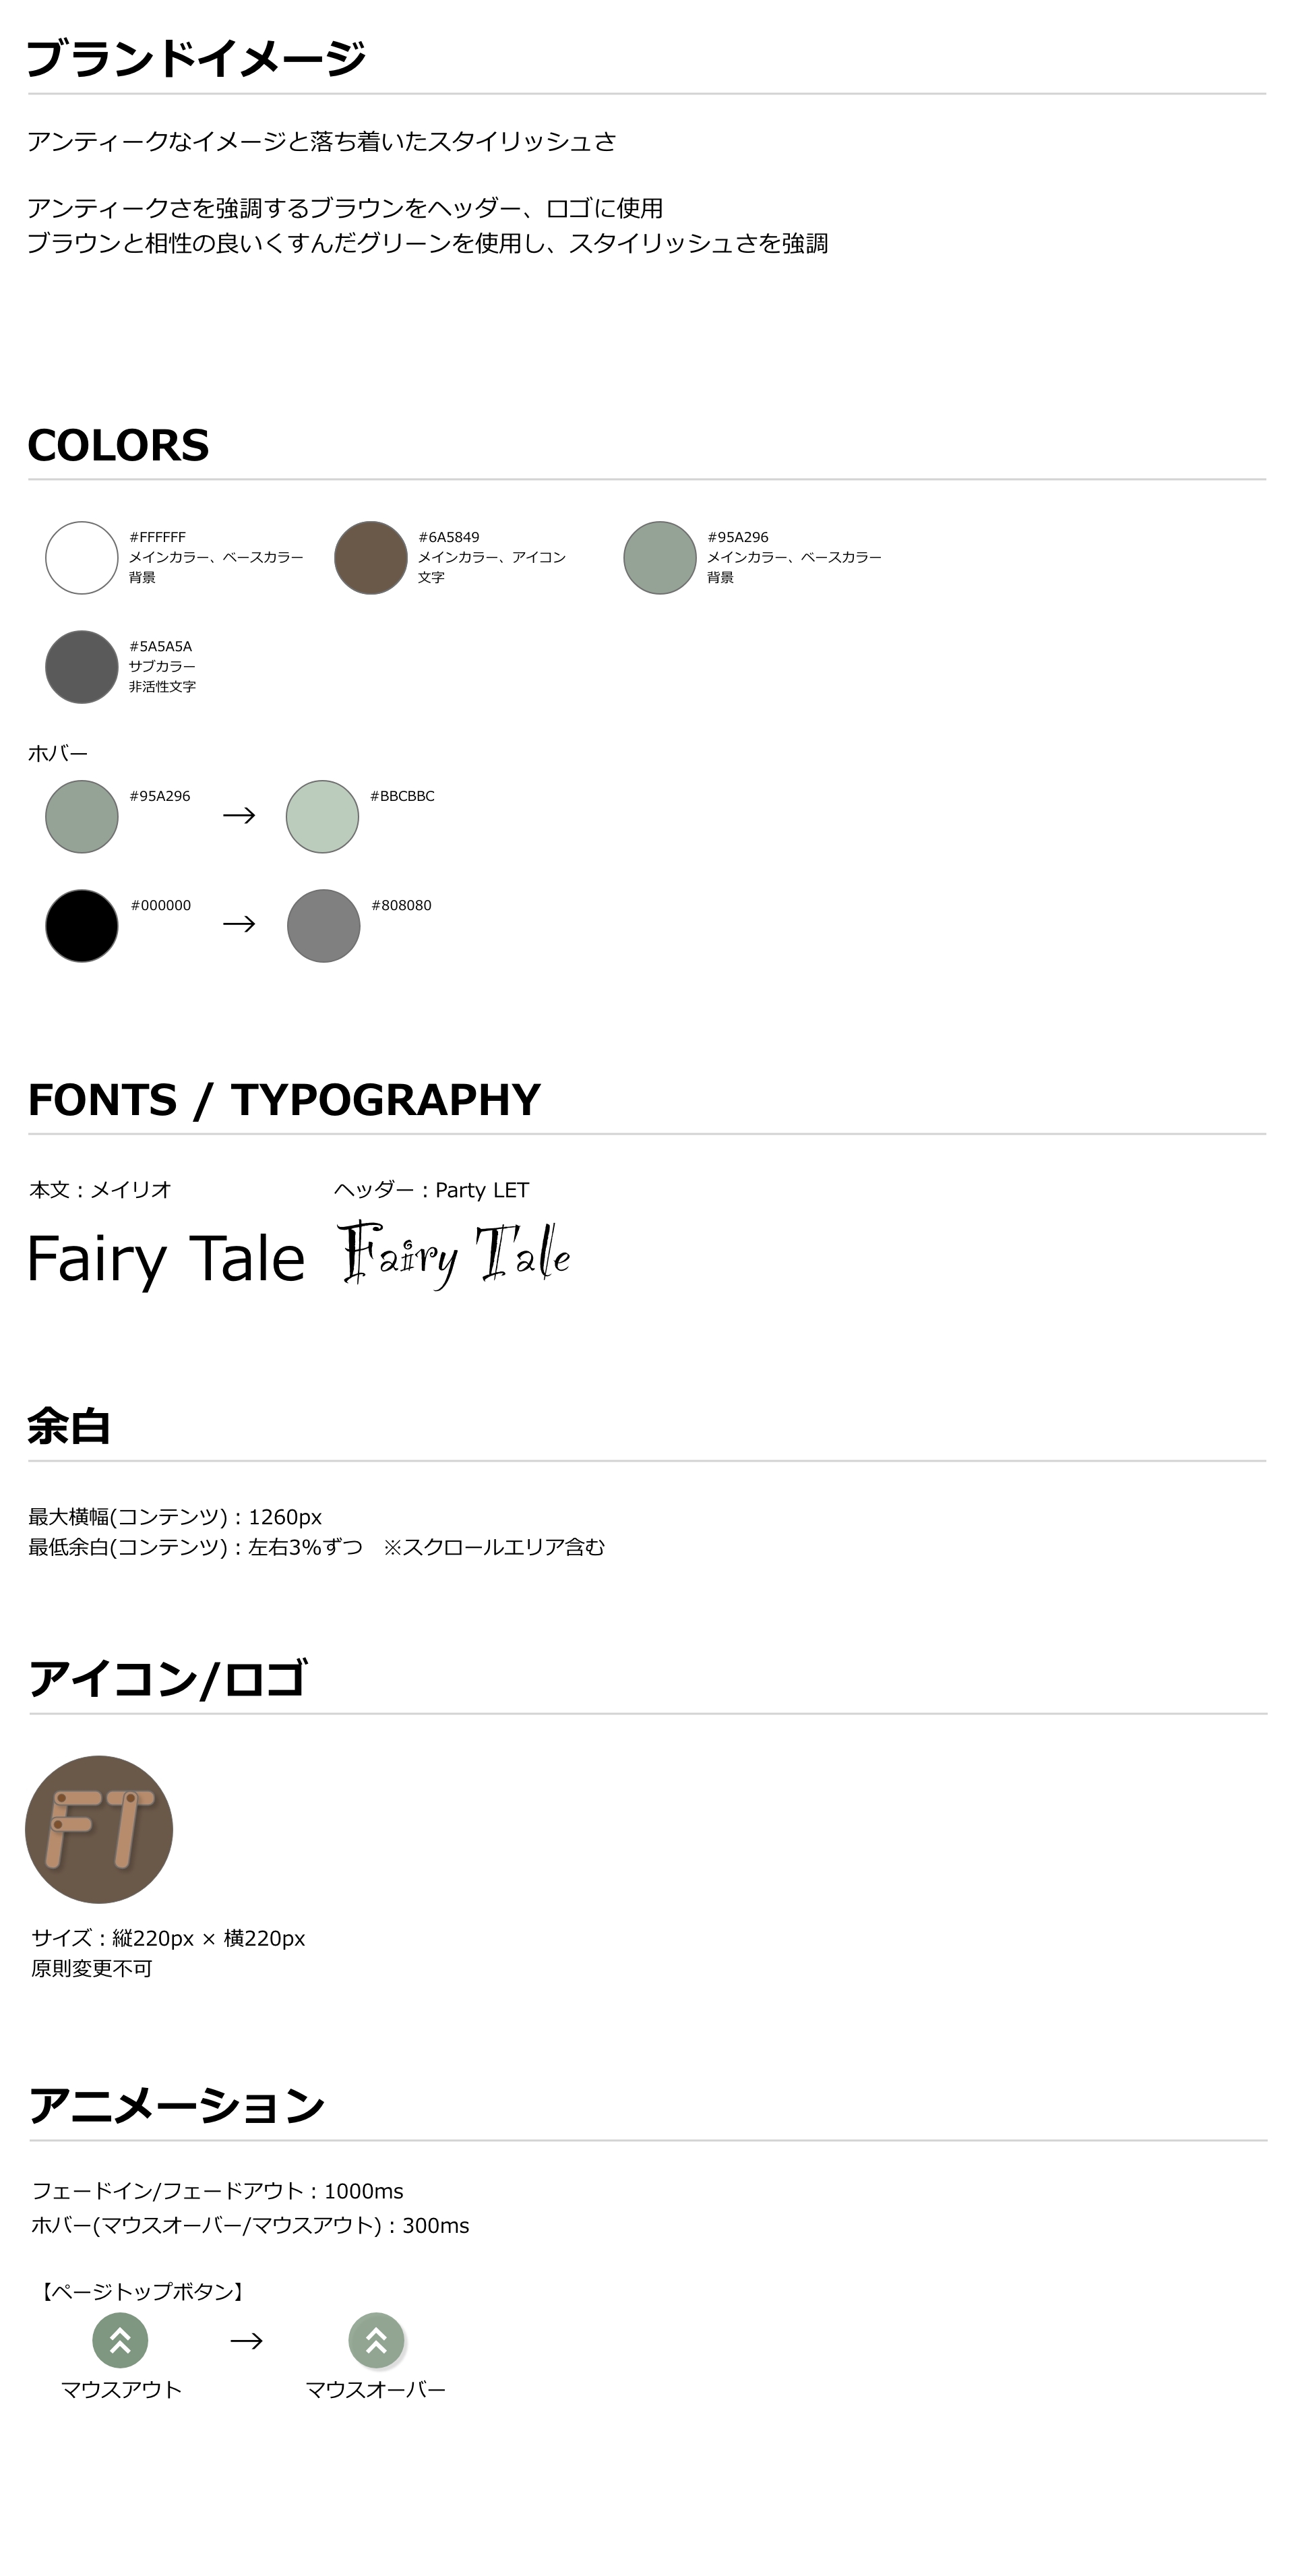 ブランドイメージ
アンティークなイメージと落ち着いたスタイリッシュさ
アンティークさを強調するブラウンをヘッダー、ロゴに使用
ブラウンと相性の良いくすんだグリーンを使用し、スタイリッシュさを強調
COLORS
#FFFFFF
メインカラー、ベースカラー
背景
#6A5849
メインカラー、アイコン
文字
#95A296
メインカラー、ベースカラー
背景
#5A5A5A
サブカラー
非活性文字
ホバー
#95A296
→
#BBCBBC
#000000
→
#808080
FONTS / TYPOGRAPHY
本文：メイリオ
ヘッダー：Party LET
Fairy Tale
Fairy Tale
余白
最大横幅(コンテンツ)：1260px
最低余白(コンテンツ)：左右3%ずつ　※スクロールエリア含む
アイコン/ロゴ
FT
サイズ：縦220px × 横220px
原則変更不可
アニメーション
フェードイン/フェードアウト：1000ms
ホバー(マウスオーバー/マウスアウト)：300ms
【ページトップボタン】
→
マウスアウト
マウスオーバー